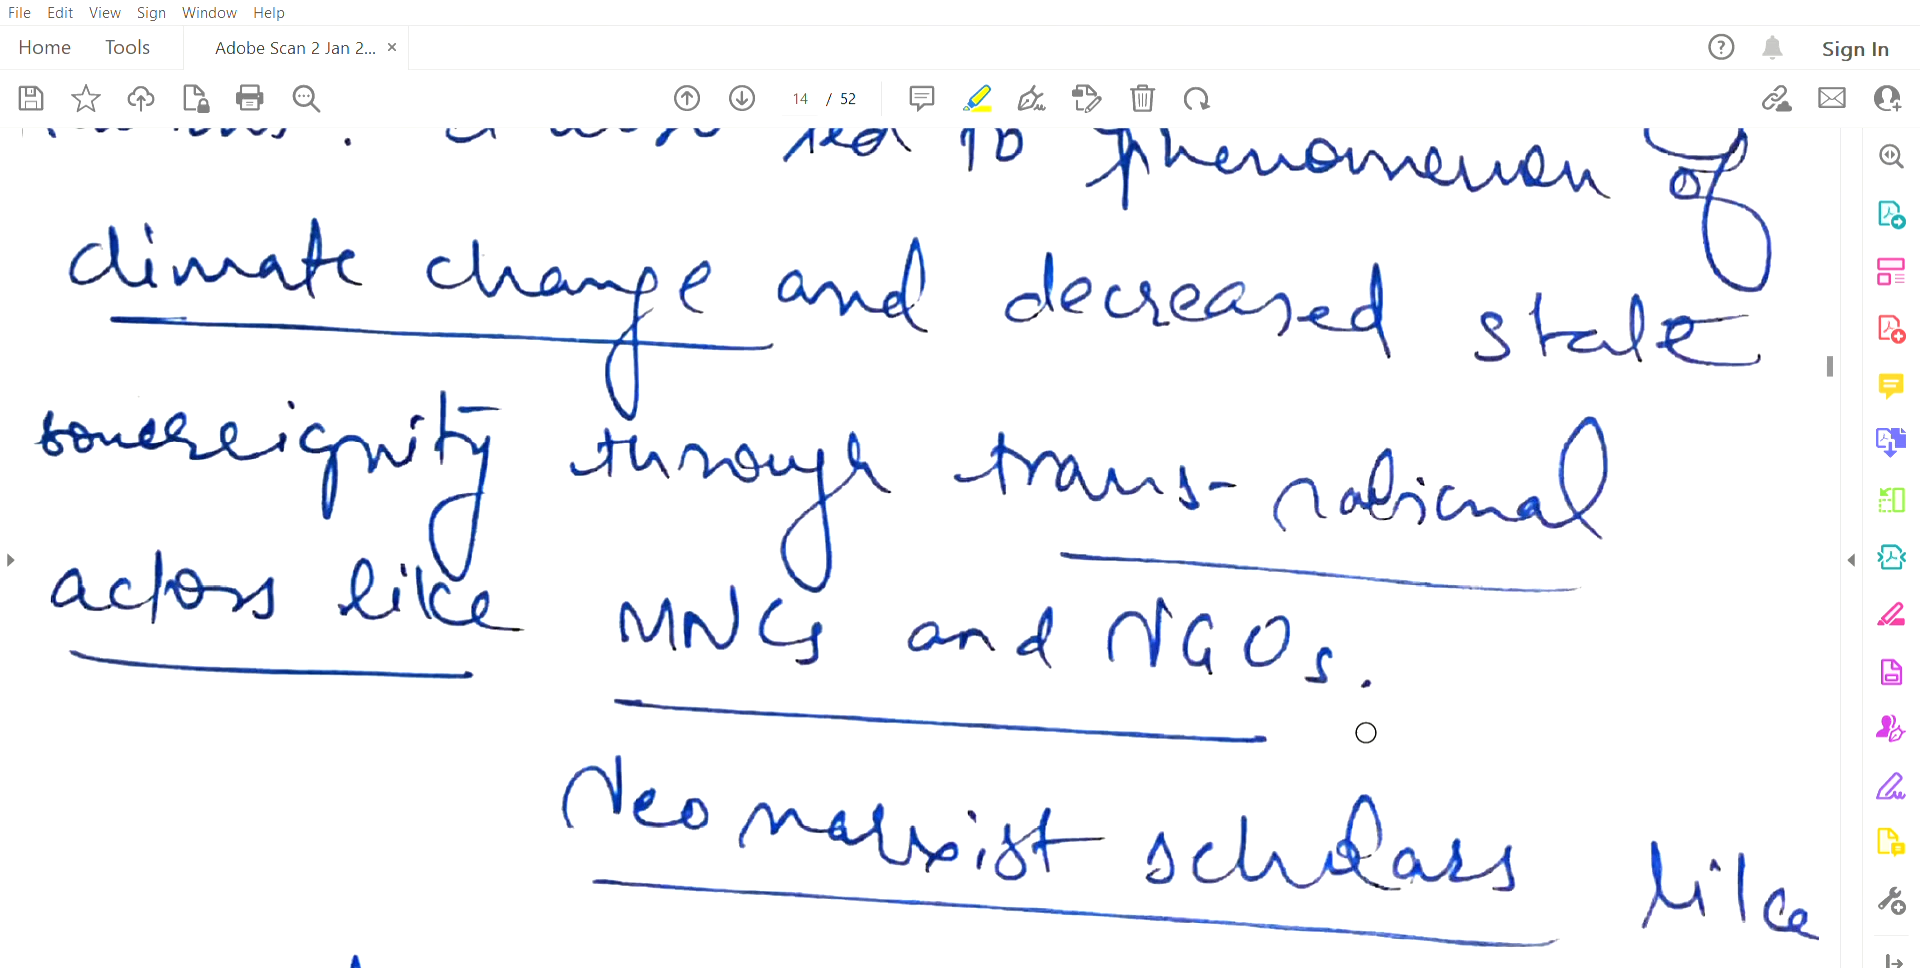 File Edit View Sign Window Help
Home Tools Adobe Scan 2 Jan 2... × Sign In
14 / 52
led to phenomenon of
climate change and decreased state
sovereignity through trans-national
actors like MNCs and NGOs.
Neo marxist scholars like